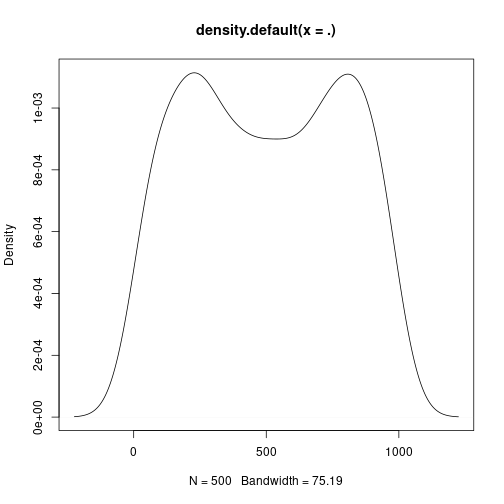 density.default(x = .)
Density
0e+00
2e-04
4e-04
6e-04
8e-04
1e-03
0
500
1000
N = 500   Bandwidth = 75.19